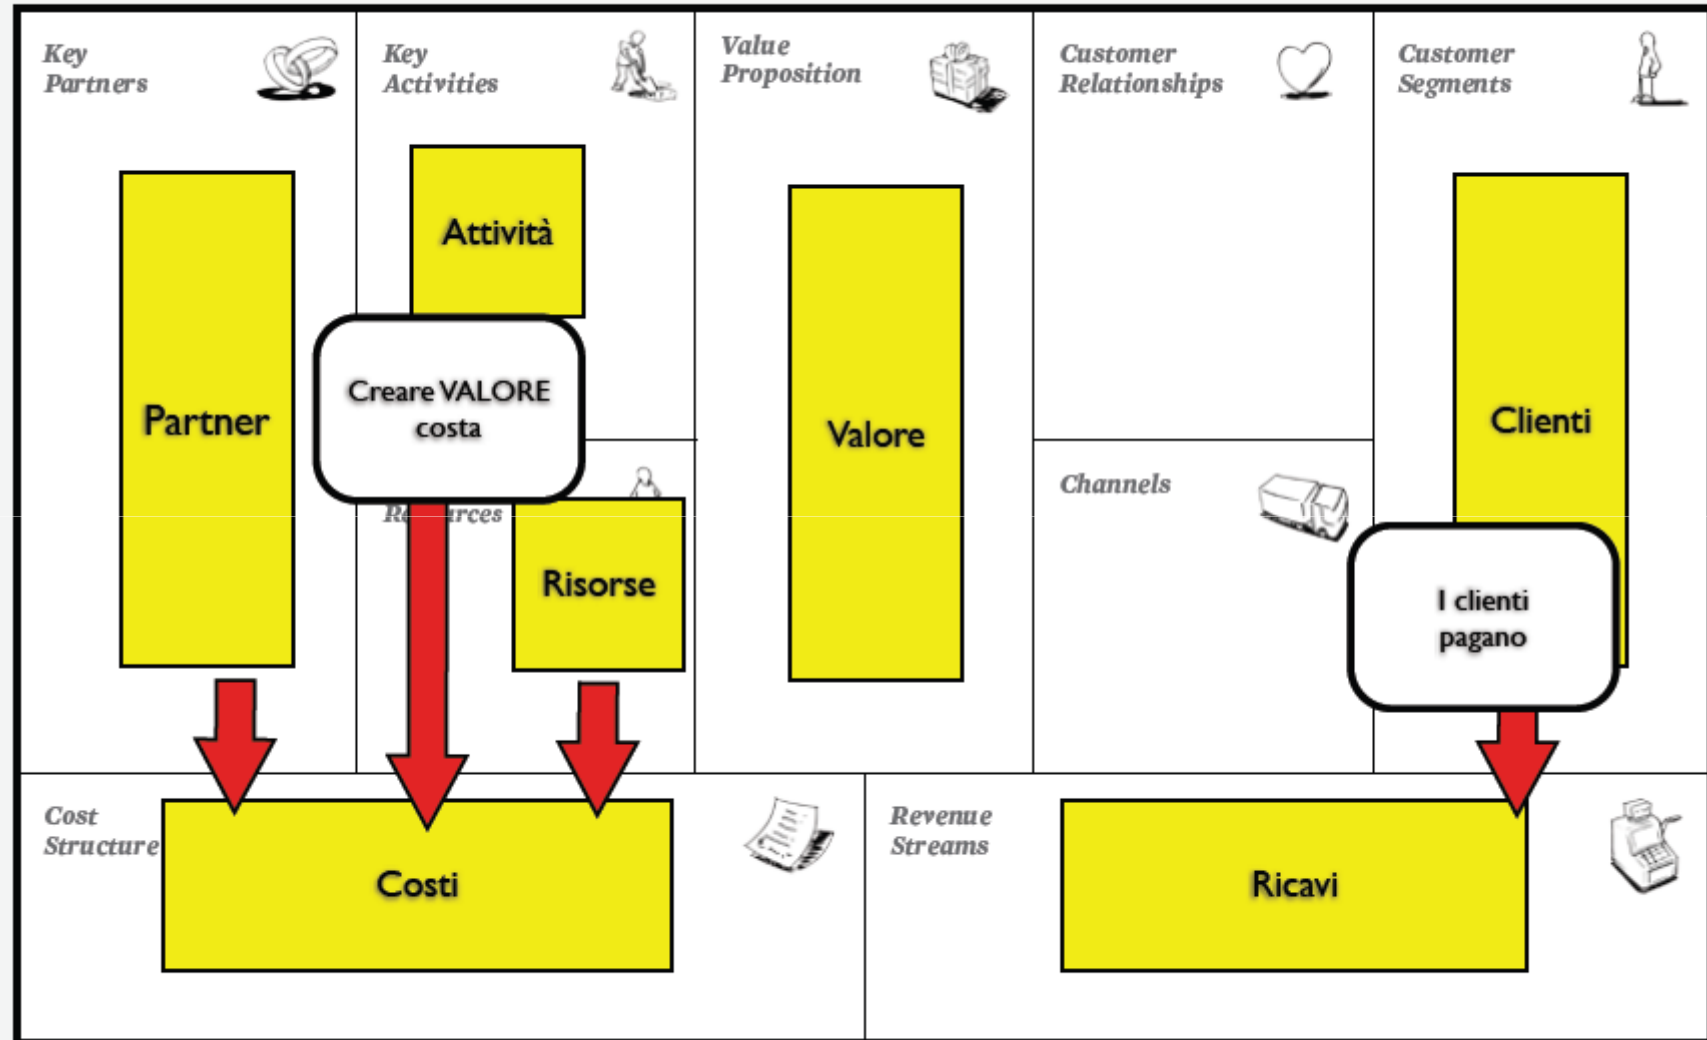 Key
Partners
Key
Activities
Value
Proposition
Customer
Relationships
Customer
Segments
Attività
Partner
Creare VALORE
costa
Valore
Clienti
Channels
Risorse
I clienti
pagano
Cost
Structure
Costi
Revenue
Streams
Ricavi